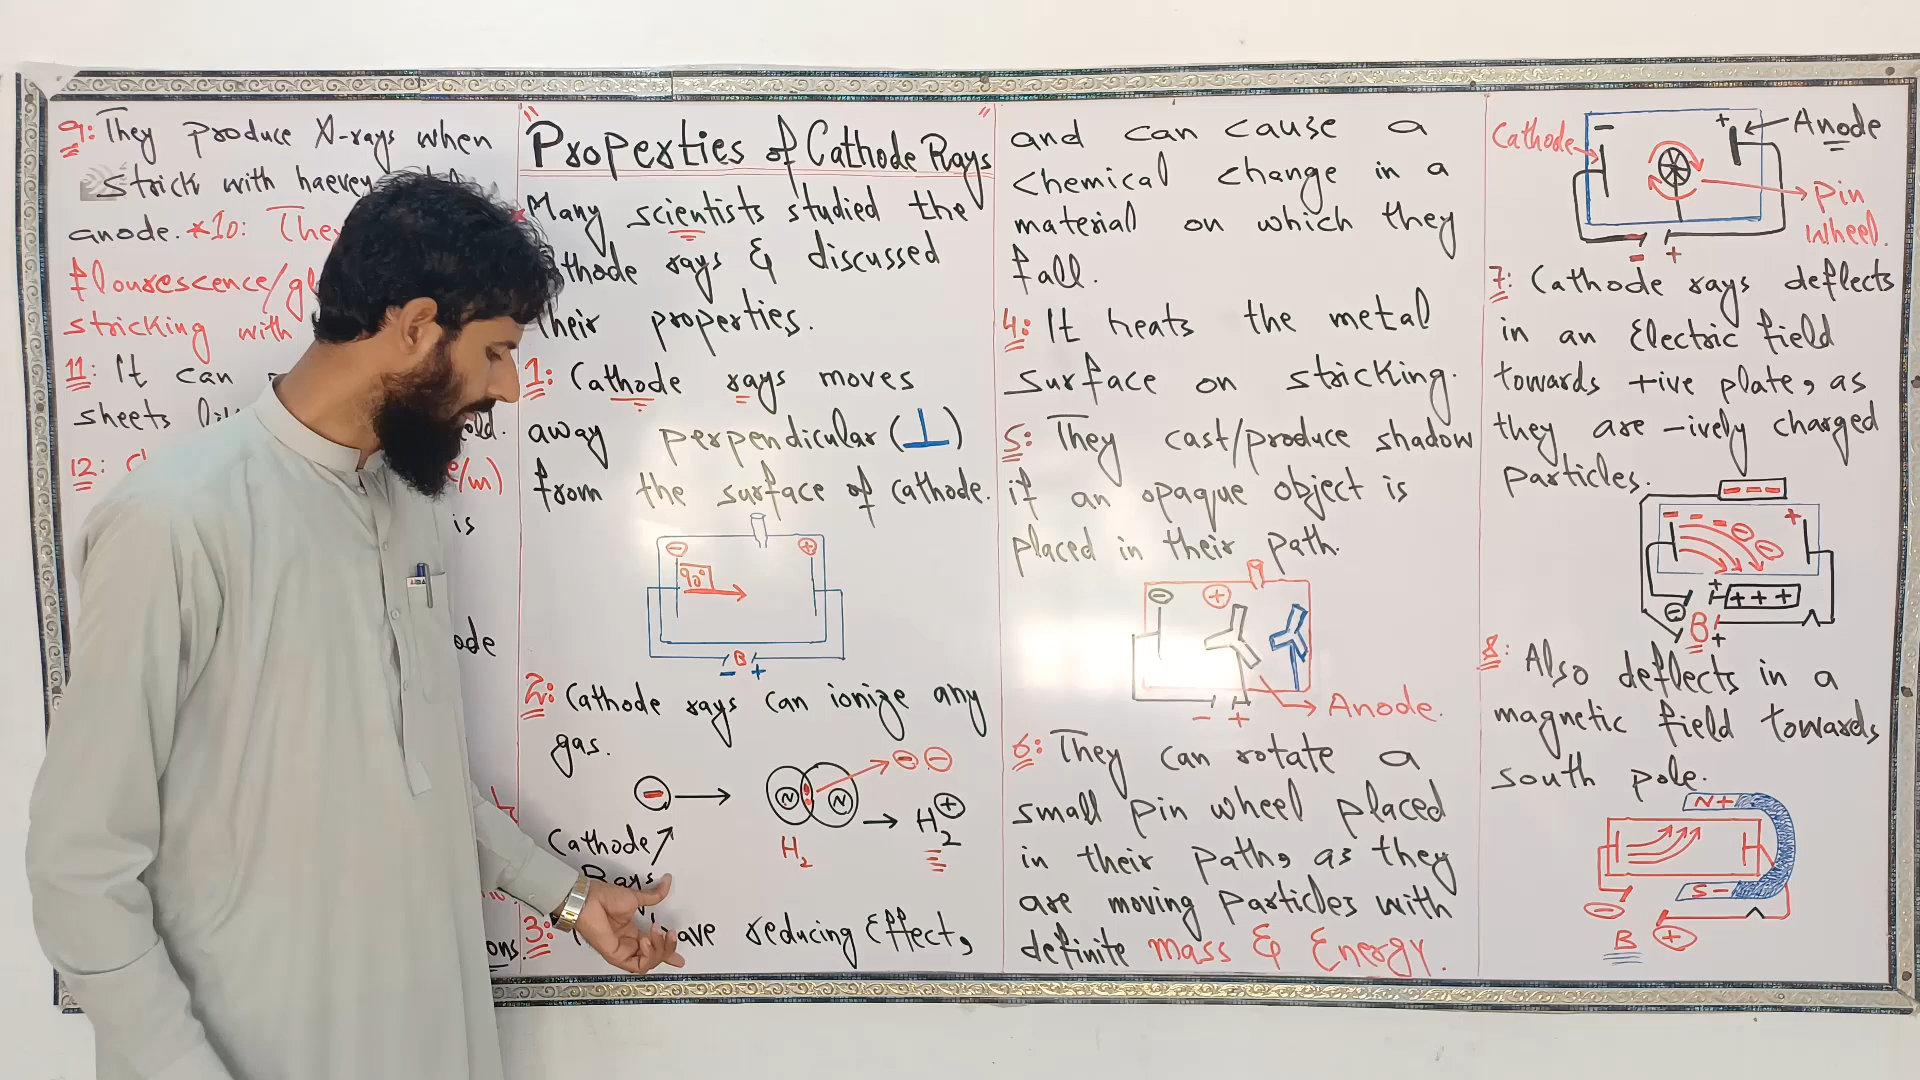 9: They produce X-rays when
strick with haevey
anode. *10: They
flourescence/gl
stricking with
11: It can
sheets
old.
12:
e/m)
is
ode
ons.
"Properties of Cathode Rays"
*Many scientists studied the
thode rays & discussed
their properties.
1: Cathode rays moves
away perpendicular (⊥)
from the surface of cathode.
- +
90°
B
- +
2: Cathode rays can ionize any
gas.
- → N N - -
→ H2+
Cathode
Rays
H2
3: have reducing Effect,
and can cause a
chemical change in a
material on which they
fall.
4: It heats the metal
surface on stricking.
5: They cast/produce shadow
if an opaque object is
placed in their path.
- +
Anode.
- +
6: They can rotate a
small pin wheel placed
in their path, as they
are moving particles with
definite mass & Energy.
Cathode - + Anode
pin
wheel.
- +
7: Cathode rays deflects
in an Electric field
towards +ive plate, as
they are -ively charged
particles.
- - -
- - - - - +
+ + + +
- B +
8: Also deflects in a
magnetic field towards
south pole.
N+
S-
- +
B